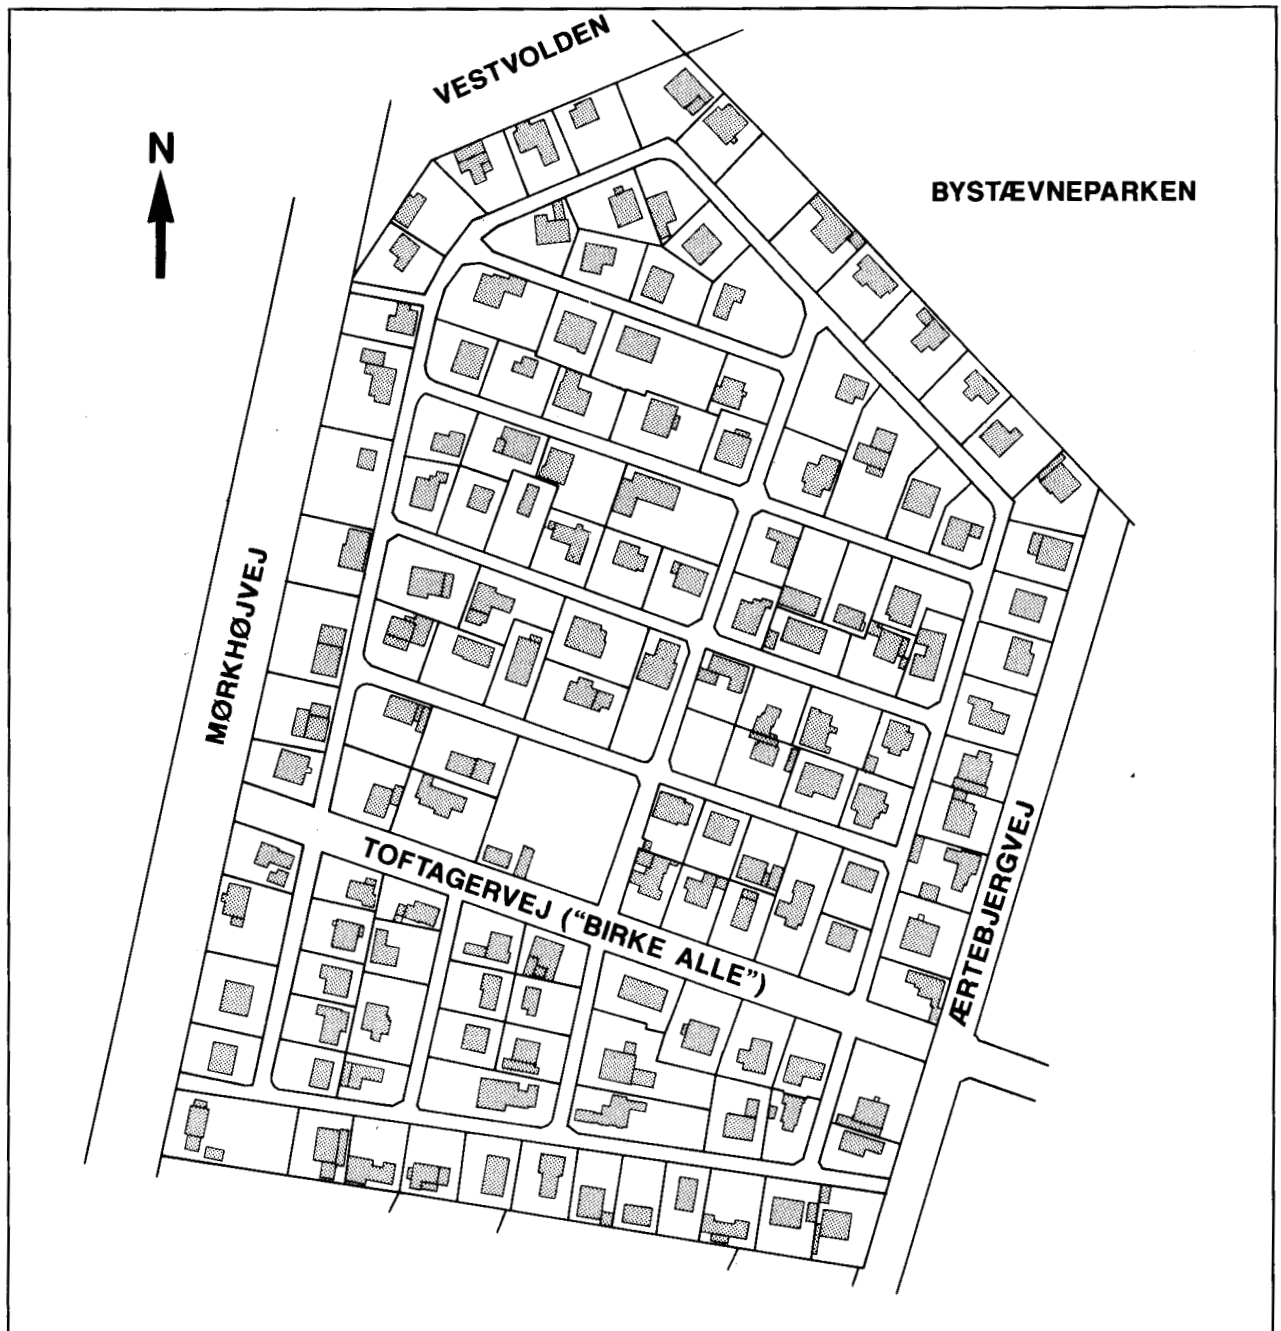 VESTVOLDEN
N
BYSTÆVNEPARKEN
MØRKHØJVEJ
TOFTAGERVEJ (“BIRKE ALLE”)
ÆRTEBJERGVEJ